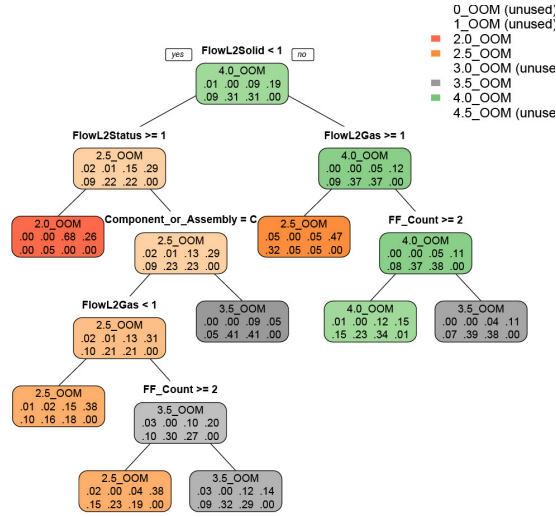 0_OOM (unused)
1_OOM (unused)
2.0_OOM
2.5_OOM
3.0_OOM (unuse
3.5_OOM
4.0_OOM
4.5_OOM (unuse
FlowL2Solid < 1
yes
no
4.0_OOM
.01 .00 .09 .19
.09 .31 .31 .00
FlowL2Status >= 1
FlowL2Gas >= 1
2.5_OOM
.02 .01 .15 .29
.09 .22 .22 .00
4.0_OOM
.00 .00 .05 .12
.09 .37 .37 .00
2.0_OOM
.00 .00 .68 .26
.00 .05 .00 .00
Component_or_Assembly = C
2.5_OOM
.02 .01 .13 .29
.09 .23 .23 .00
2.5_OOM
.05 .00 .05 .47
.32 .05 .05 .00
FF_Count >= 2
4.0_OOM
.00 .00 .05 .11
.08 .37 .38 .00
FlowL2Gas < 1
2.5_OOM
.02 .01 .13 .31
.10 .21 .21 .00
3.5_OOM
.00 .00 .09 .05
.05 .41 .41 .00
4.0_OOM
.01 .00 .12 .15
.15 .23 .34 .01
3.5_OOM
.00 .00 .04 .11
.07 .39 .38 .00
2.5_OOM
.01 .02 .15 .38
.10 .16 .18 .00
FF_Count >= 2
3.5_OOM
.03 .00 .10 .20
.10 .30 .27 .00
2.5_OOM
.02 .00 .04 .38
.15 .23 .19 .00
3.5_OOM
.03 .00 .12 .14
.09 .32 .29 .00